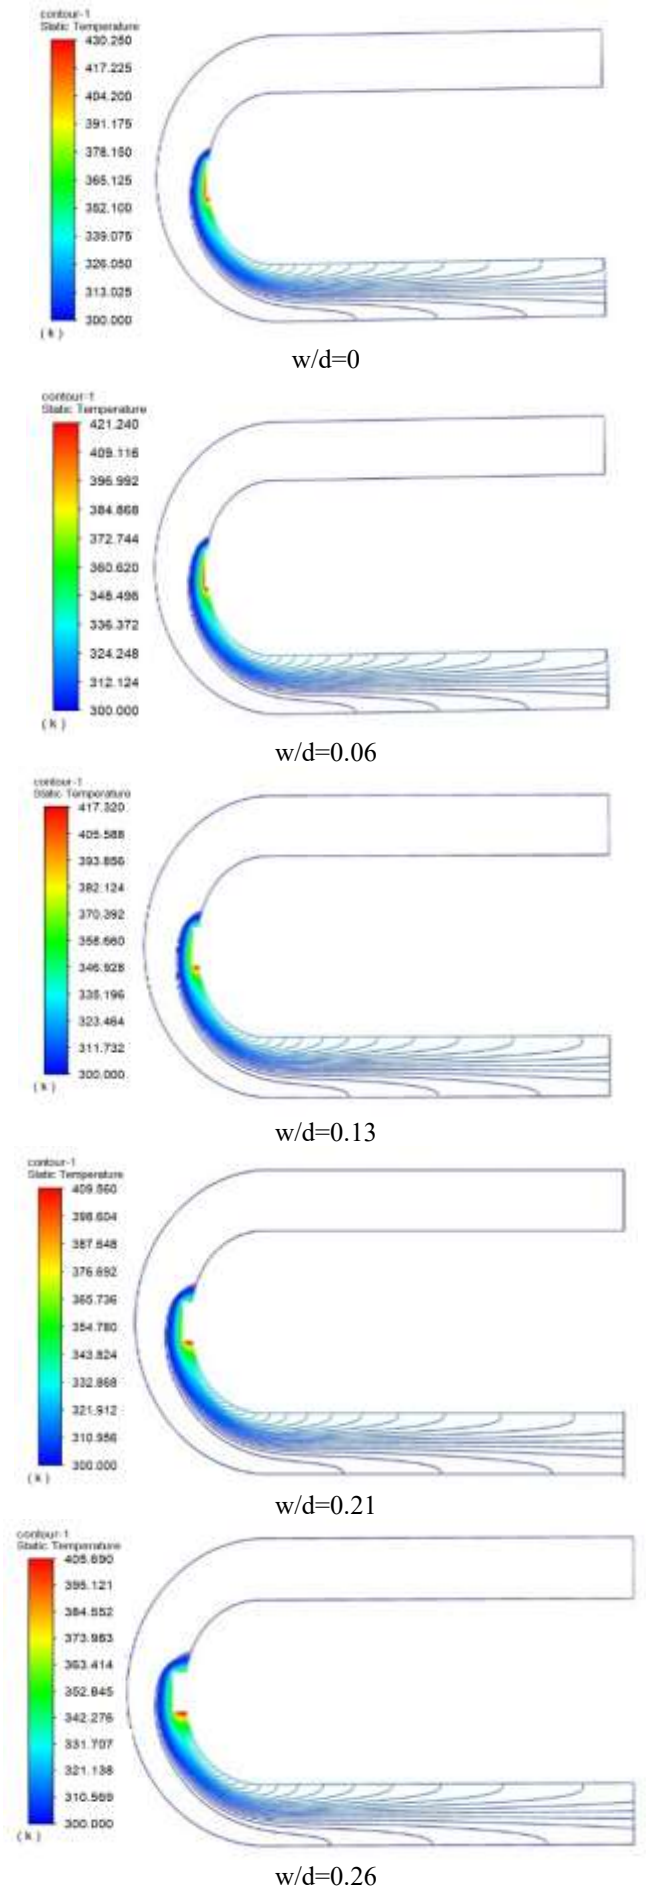 contour-1
Static Temperature
430.250
417.225
404.200
391.175
378.150
365.125
352.100
339.075
326.050
313.025
300.000
( k )
w/d=0
contour-1
Static Temperature
421.240
409.116
396.992
384.868
372.744
360.620
348.496
336.372
324.248
312.124
300.000
( k )
w/d=0.06
contour-1
Static Temperature
417.320
405.588
393.856
382.124
370.392
358.660
346.928
335.196
323.464
311.732
300.000
( k )
w/d=0.13
contour-1
Static Temperature
409.560
398.604
387.648
376.692
365.736
354.780
343.824
332.868
321.912
310.956
300.000
( k )
w/d=0.21
contour-1
Static Temperature
405.690
395.121
384.552
373.983
363.414
352.845
342.276
331.707
321.138
310.569
300.000
( k )
w/d=0.26